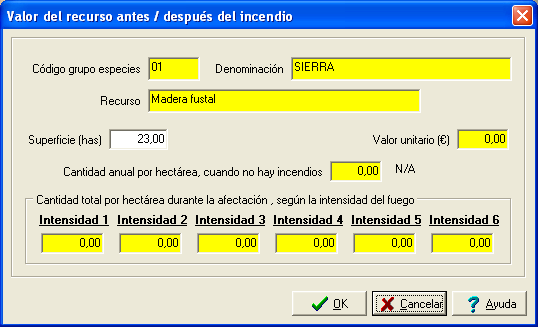 Valor del recurso antes / después del incendio
Código grupo especies 01 Denominación SIERRA
Recurso Madera fustal
Superficie (has) 23,00 Valor unitario (€) 0,00
Cantidad anual por hectárea, cuando no hay incendios 0,00 N/A
Cantidad total por hectárea durante la afectación , según la intensidad del fuego
Intensidad 1 Intensidad 2 Intensidad 3 Intensidad 4 Intensidad 5 Intensidad 6
0,00 0,00 0,00 0,00 0,00 0,00
OK Cancelar Ayuda